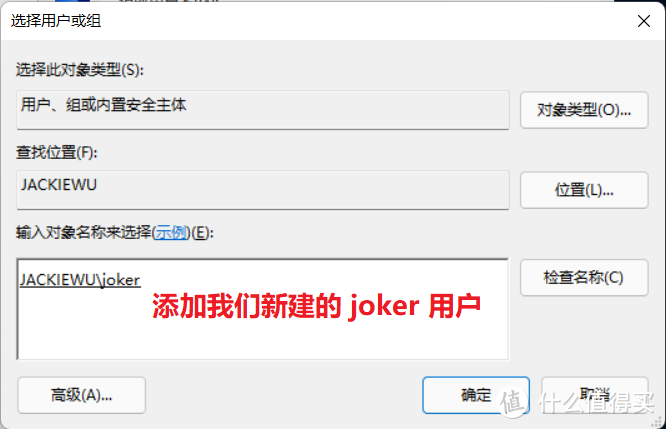 选择用户或组
选择此对象类型(S):
用户、组或内置安全主体
对象类型(O)...
查找位置(F):
JACKIEWU
位置(L)...
输入对象名称来选择(示例)(E):
JACKIEWU\joker
检查名称(C)
添加我们新建的 joker 用户
高级(A)...
确定
取消
值 什么值得买